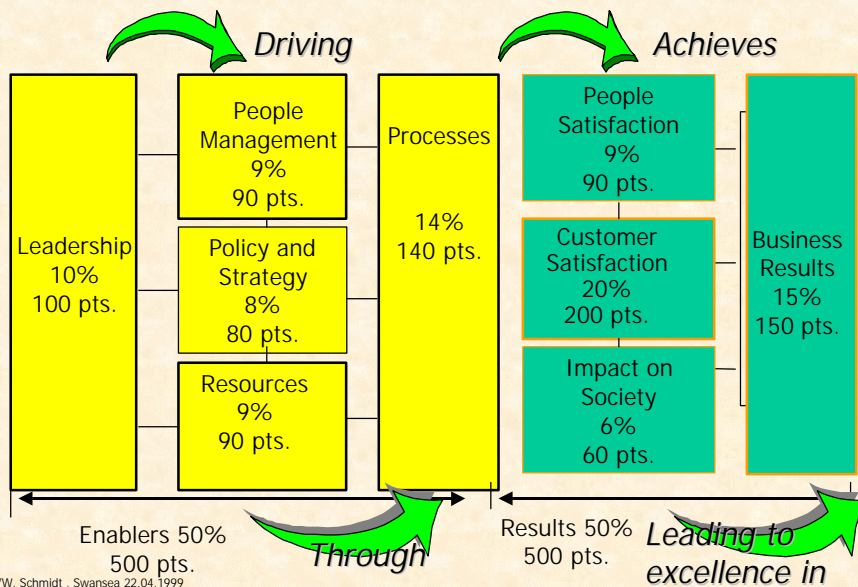 Driving
Achieves
Leadership
10%
100 pts.
People
Management
9%
90 pts.
Policy and
Strategy
8%
80 pts.
Resources
9%
90 pts.
Processes
14%
140 pts.
People
Satisfaction
9%
90 pts.
Customer
Satisfaction
20%
200 pts.
Impact on
Society
6%
60 pts.
Business
Results
15%
150 pts.
Enablers 50%
500 pts.
Through
Results 50%
500 pts.
Leading to
excellence in
W. Schmidt , Swansea 22.04.1999